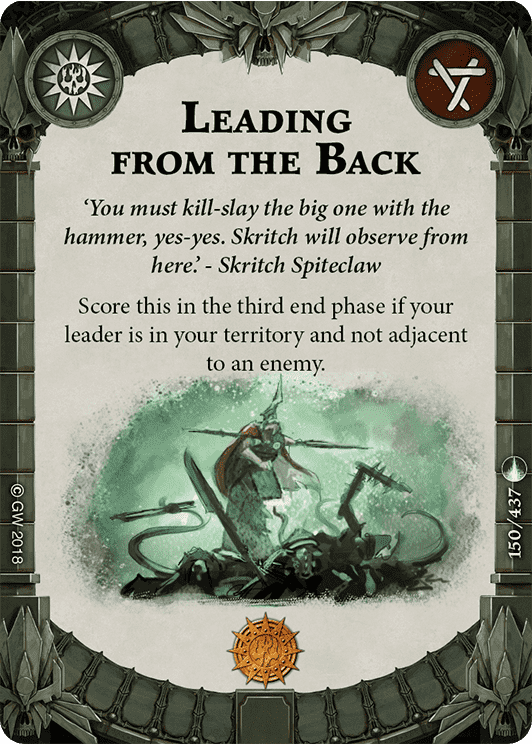 LEADING
FROM THE BACK
‘You must kill-slay the big one with the
hammer, yes-yes. Skritch will observe from
here.’ - Skritch Spiteclaw
Score this in the third end phase if your
leader is in your territory and not adjacent
to an enemy.
© GW 2018
150/437